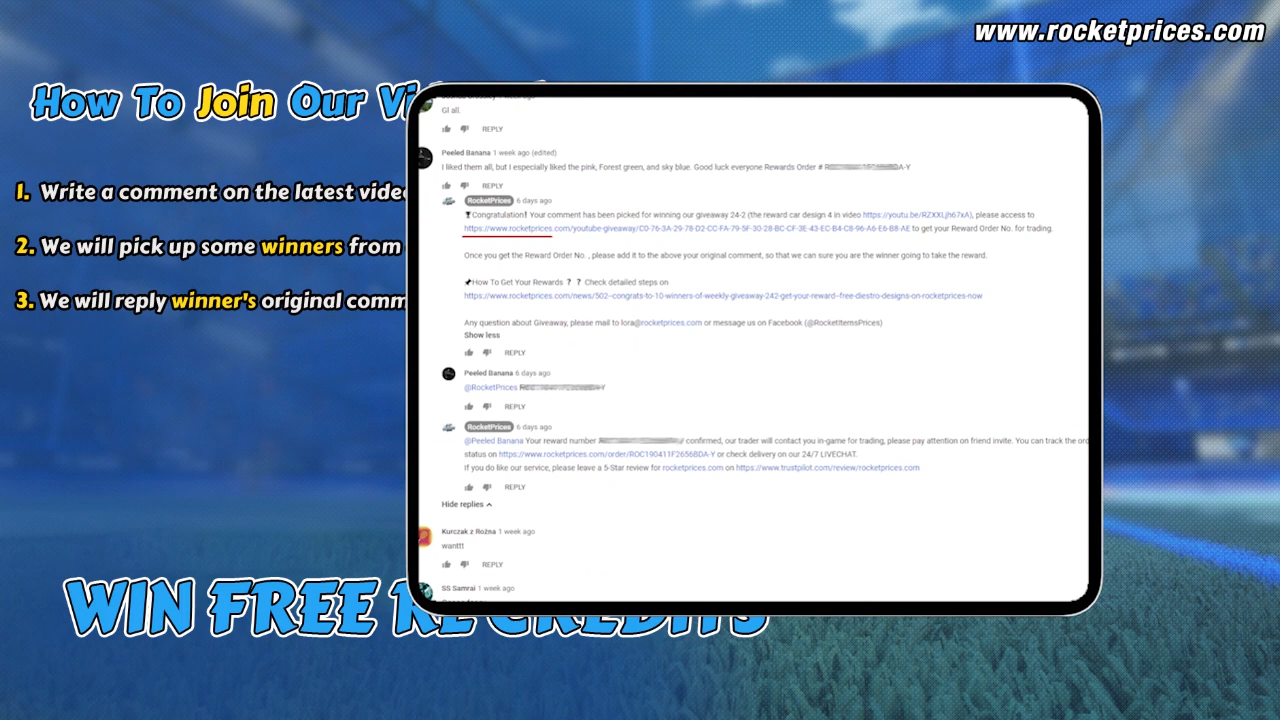 www.rocketprices.com
How To Join Our Vi
1. Write a comment on the latest video
2. We will pick up some winners from
3. We will reply winner's original comm
Gl all.
REPLY
Peeled Banana 1 week ago (edited)
I liked them all, but I especially liked the pink, Forest green, and sky blue. Good luck everyone Rewards Order # R A-Y
REPLY
RocketPrices 6 days ago
🏆Congratulation! Your comment has been picked for winning our giveaway 24-2 (the reward car design 4 in video https://youtu.be/RZXXLjh67xA), please access to
https://www.rocketprices.com/youtube-giveaway/C0-76-3A-29-78-D2-CC-FA-79-5F-30-28-BC-CF-3E-43-EC-B4-C8-96-A6-E6-B8-AE to get your Reward Order No. for trading.
Once you get the Reward Order No. , please add it to the above your original comment, so that we can sure you are the winner going to take the reward.
📌How To Get Your Rewards ? ? Check detailed steps on
https://www.rocketprices.com/news/502--congrats-to-10-winners-of-weekly-giveaway-242-get-your-reward--free-diestro-designs-on-rocketprices-now
Any question about Giveaway, please mail to lora@rocketprices.com or message us on Facebook (@RocketItemsPrices)
Show less
REPLY
Peeled Banana 6 days ago
@RocketPrices
REPLY
RocketPrices 6 days ago
@Peeled Banana Your reward number confirmed, our trader will contact you in-game for trading, please pay attention on friend invite. You can track the ord
status on https://www.rocketprices.com/order/ROC190411F2656BDA-Y or check delivery on our 24/7 LIVECHAT.
If you do like our service, please leave a 5-Star review for rocketprices.com on https://www.trustpilot.com/review/rocketprices.com
REPLY
Hide replies
Kurczak z Rożna 1 week ago
wanttt
REPLY
SS Samrai 1 week ago
WIN FREE RL CREDITS